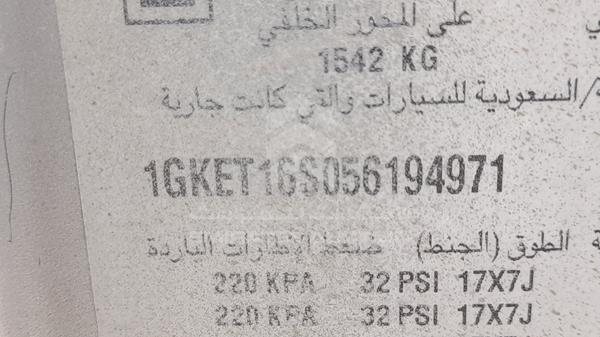 على المحور الخلفي
1542 KG
/السعودية للسيارات والتي كانت جارية
1GKET16S056194971
الطوق (الجنط) ضغط الإطارات الباردة
220 KPA 32 PSI 17X7J
220 KPA 32 PSI 17X7J